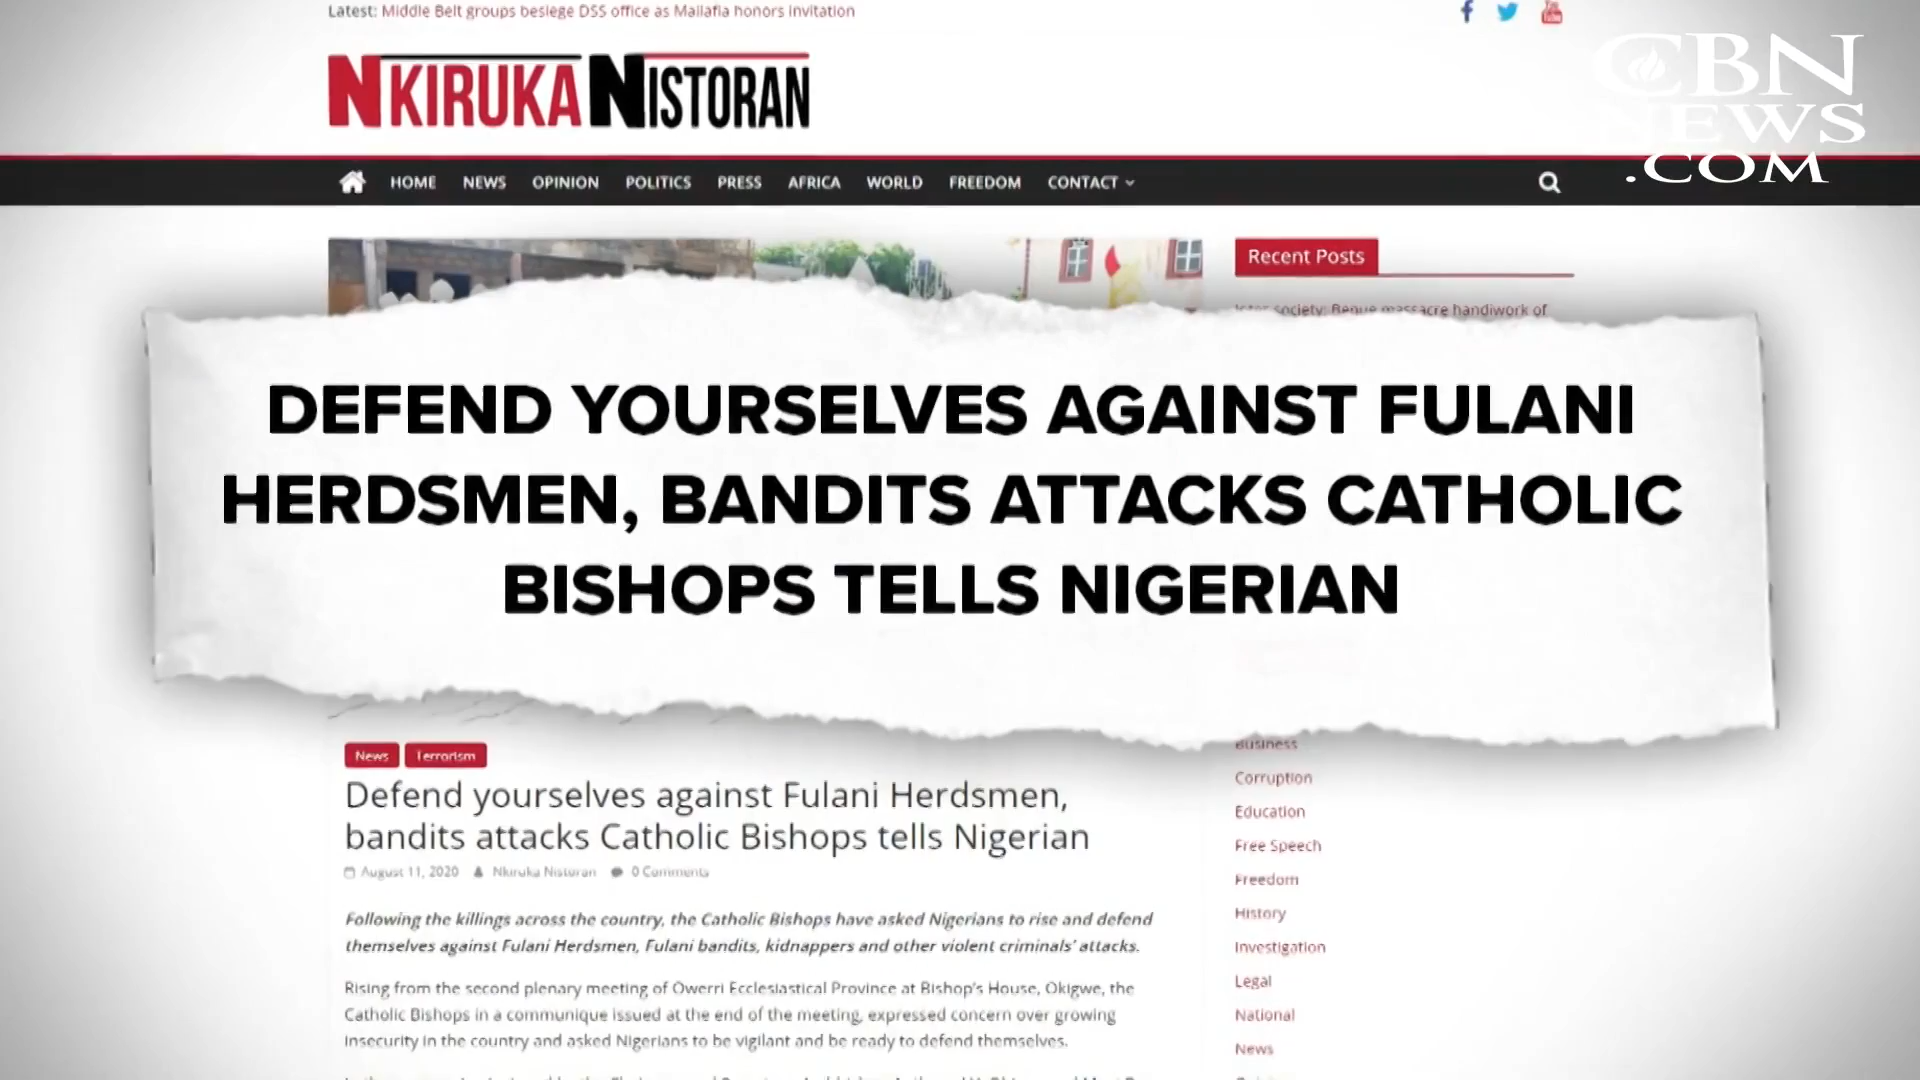 Latest: Middle Belt groups besiege DSS office as Mailafia honors invitation
CBN
NEWS
.COM
NKIRUKA NISTORAN
HOME NEWS OPINION POLITICS PRESS AFRICA WORLD FREEDOM CONTACT
Recent Posts
society: Benue massacre handiwork of
DEFEND YOURSELVES AGAINST FULANI
HERDSMEN, BANDITS ATTACKS CATHOLIC
BISHOPS TELLS NIGERIAN
News Terrorism
Defend yourselves against Fulani Herdsmen,
bandits attacks Catholic Bishops tells Nigerian
August 11, 2020 Nkiruka Nistoran 0 Comments
Following the killings across the country, the Catholic Bishops have asked Nigerians to rise and defend
themselves against Fulani Herdsmen, Fulani bandits, kidnappers and other violent criminals' attacks.
Rising from the second plenary meeting of Owerri Ecclesiastical Province at Bishop's House, Okigwe, the
Catholic Bishops in a communique issued at the end of the meeting, expressed concern over growing
insecurity in the country and asked Nigerians to be vigilant and be ready to defend themselves.
Business
Corruption
Education
Free Speech
Freedom
History
Investigation
Legal
National
News